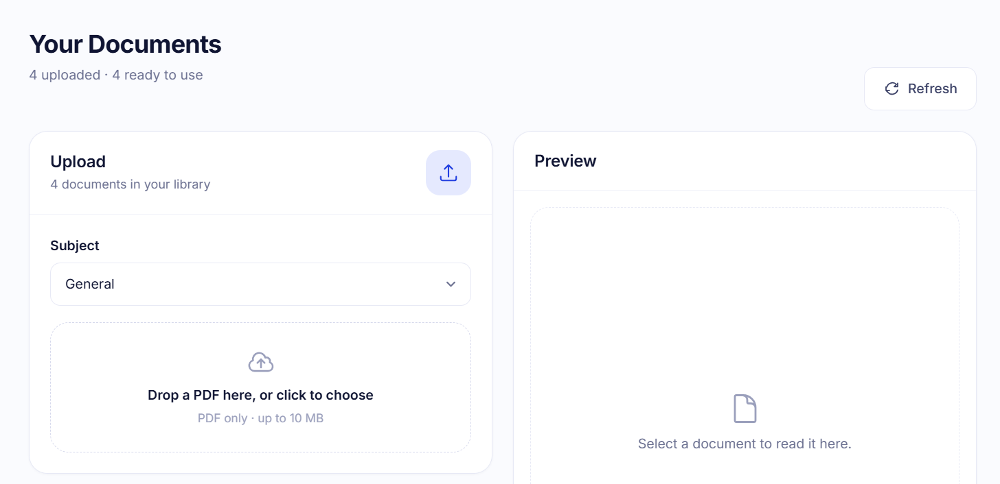 Your Documents
4 uploaded · 4 ready to use
Refresh
Upload
4 documents in your library
Subject
General
Drop a PDF here, or click to choose
PDF only · up to 10 MB
Preview
Select a document to read it here.